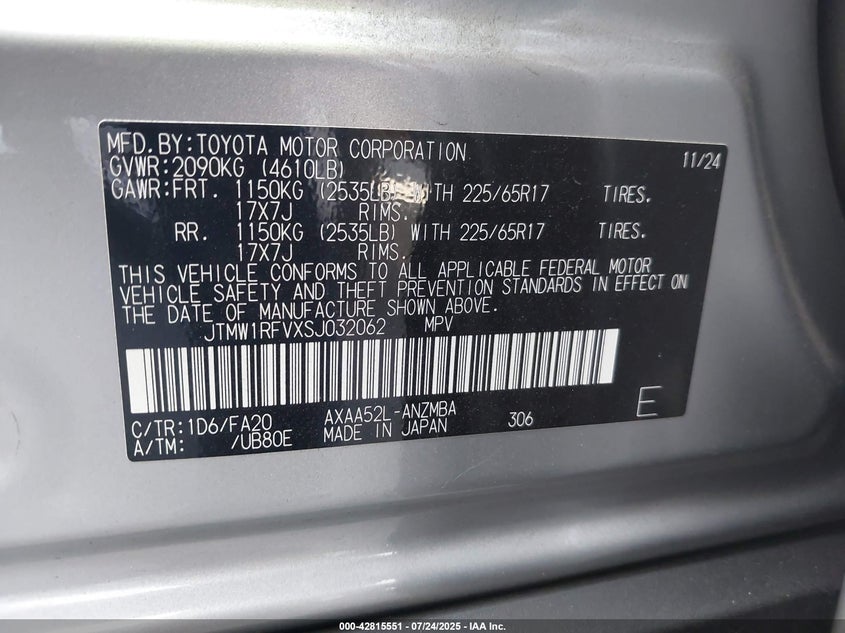 MFD.BY:TOYOTA MOTOR CORPORATION 11/24
GVWR:2090KG (4610LB)
GAWR:FRT. 1150KG (2535LB) WITH 225/65R17 TIRES.
17X7J RIMS.
RR. 1150KG (2535LB) WITH 225/65R17 TIRES.
17X7J RIMS.
THIS VEHICLE CONFORMS TO ALL APPLICABLE FEDERAL MOTOR
VEHICLE SAFETY AND THEFT PREVENTION STANDARDS IN EFFECT ON
THE DATE OF MANUFACTURE SHOWN ABOVE.
JTMW1RFVXSJ032062 MPV
C/TR:1D6/FA20 AXAA52L-ANZMBA 306 E
A/TM: /UB80E MADE IN JAPAN
000-42815551 - 07/24/2025 - IAA Inc.